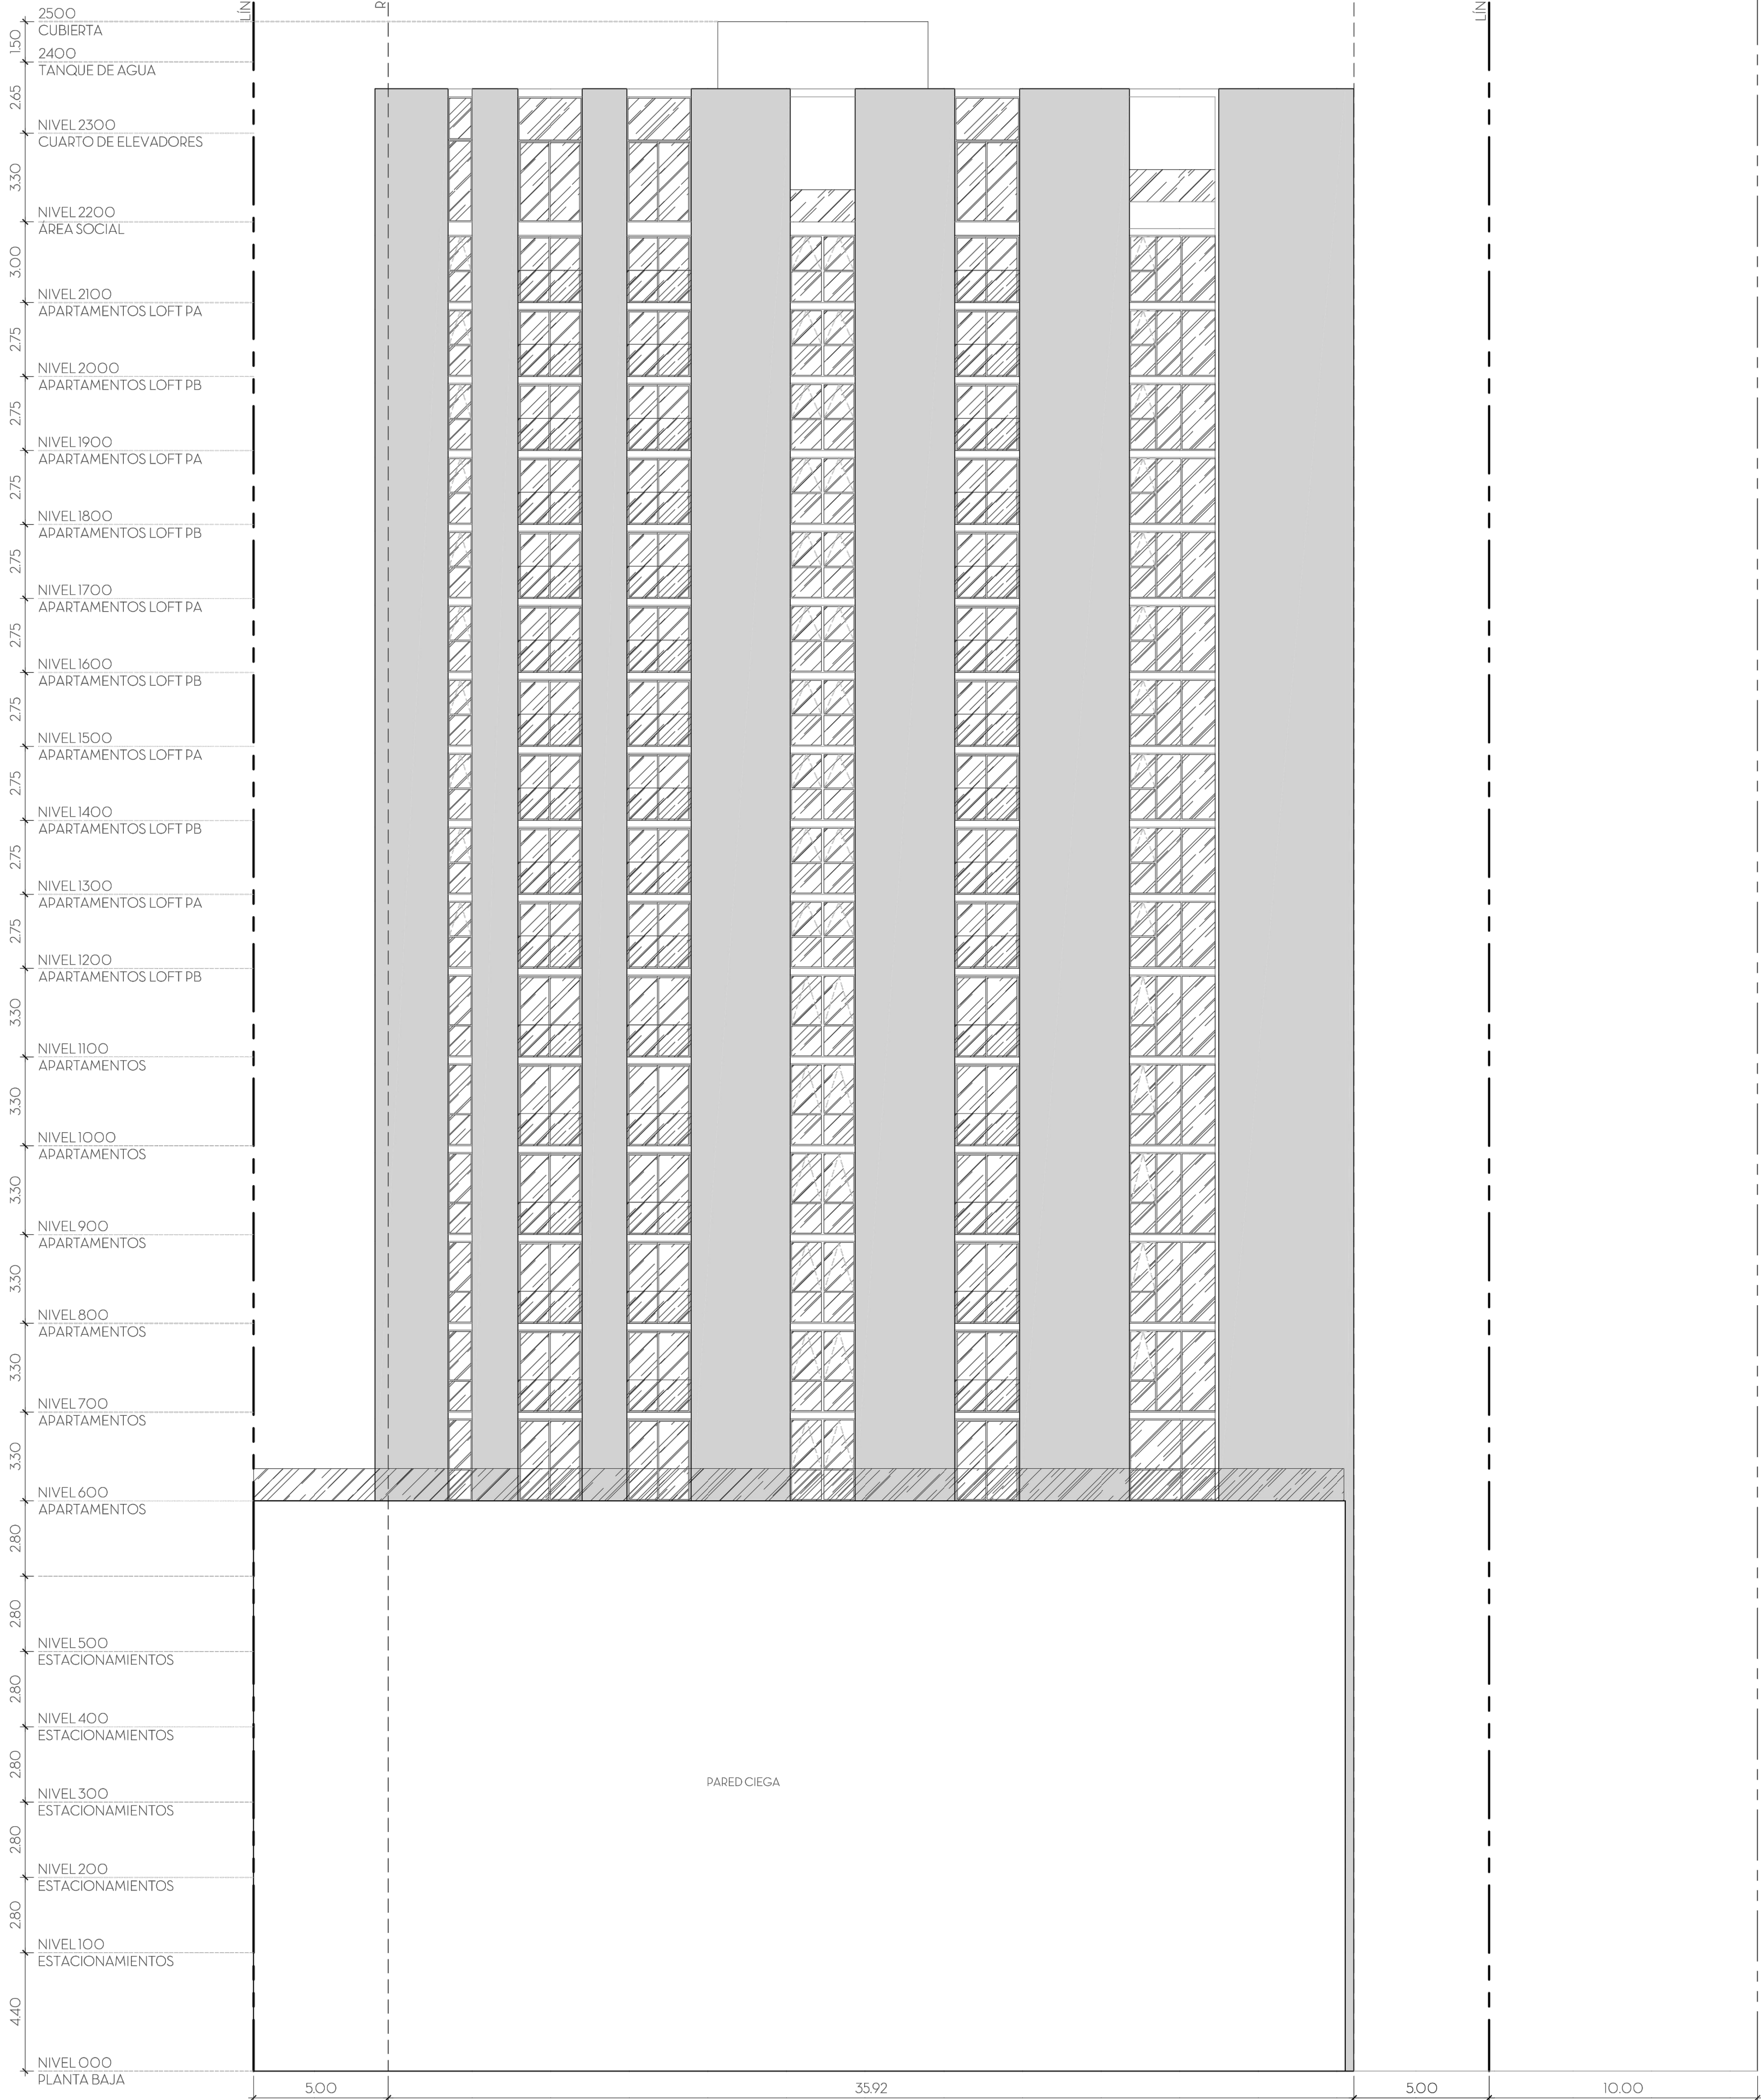 LÍN
R
LÍN
2500
CUBIERTA
1.50
2400
TANQUE DE AGUA
2.65
NIVEL 2300
CUARTO DE ELEVADORES
3.30
NIVEL 2200
ÁREA SOCIAL
3.00
NIVEL 2100
APARTAMENTOS LOFT PA
2.75
NIVEL 2000
APARTAMENTOS LOFT PB
2.75
NIVEL 1900
APARTAMENTOS LOFT PA
2.75
NIVEL 1800
APARTAMENTOS LOFT PB
2.75
NIVEL 1700
APARTAMENTOS LOFT PA
2.75
NIVEL 1600
APARTAMENTOS LOFT PB
2.75
NIVEL 1500
APARTAMENTOS LOFT PA
2.75
NIVEL 1400
APARTAMENTOS LOFT PB
2.75
NIVEL 1300
APARTAMENTOS LOFT PA
2.75
NIVEL 1200
APARTAMENTOS LOFT PB
3.30
NIVEL 1100
APARTAMENTOS
3.30
NIVEL 1000
APARTAMENTOS
3.30
NIVEL 900
APARTAMENTOS
3.30
NIVEL 800
APARTAMENTOS
3.30
NIVEL 700
APARTAMENTOS
3.30
NIVEL 600
APARTAMENTOS
2.80
2.80
NIVEL 500
ESTACIONAMIENTOS
2.80
NIVEL 400
ESTACIONAMIENTOS
2.80
PARED CIEGA
NIVEL 300
ESTACIONAMIENTOS
2.80
NIVEL 200
ESTACIONAMIENTOS
2.80
NIVEL 100
ESTACIONAMIENTOS
4.40
NIVEL 000
PLANTA BAJA
5.00 35.92 5.00 10.00